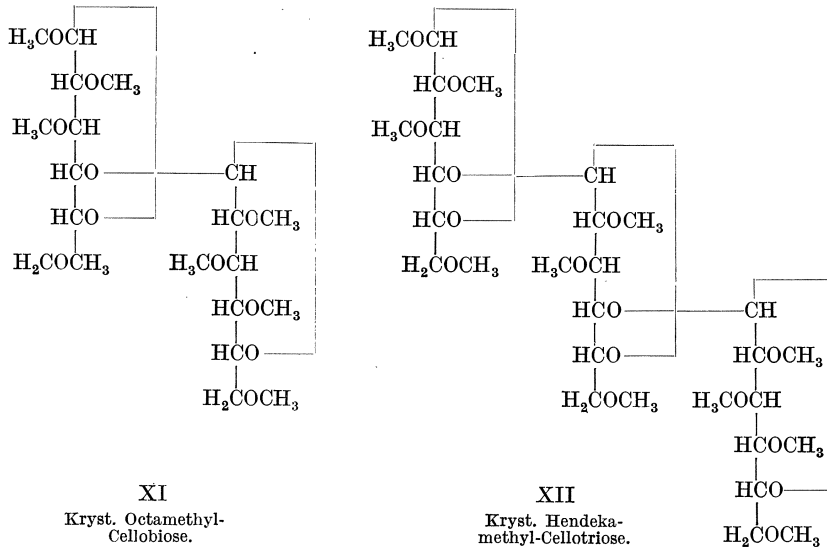 H₃COCH
HCOCH₃
H₃COCH
HCO CH
HCO HCOCH₃
H₂COCH₃ H₃COCH
HCOCH₃
HCO
H₂COCH₃
XI
Kryst. Octamethyl-
Cellobiose.
H₃COCH
HCOCH₃
H₃COCH
HCO CH
HCO HCOCH₃
H₂COCH₃ H₃COCH
HCO CH
HCO HCOCH₃
H₂COCH₃ H₃COCH
HCOCH₃
HCO
H₂COCH₃
XII
Kryst. Hendeka-
methyl-Cellotriose.